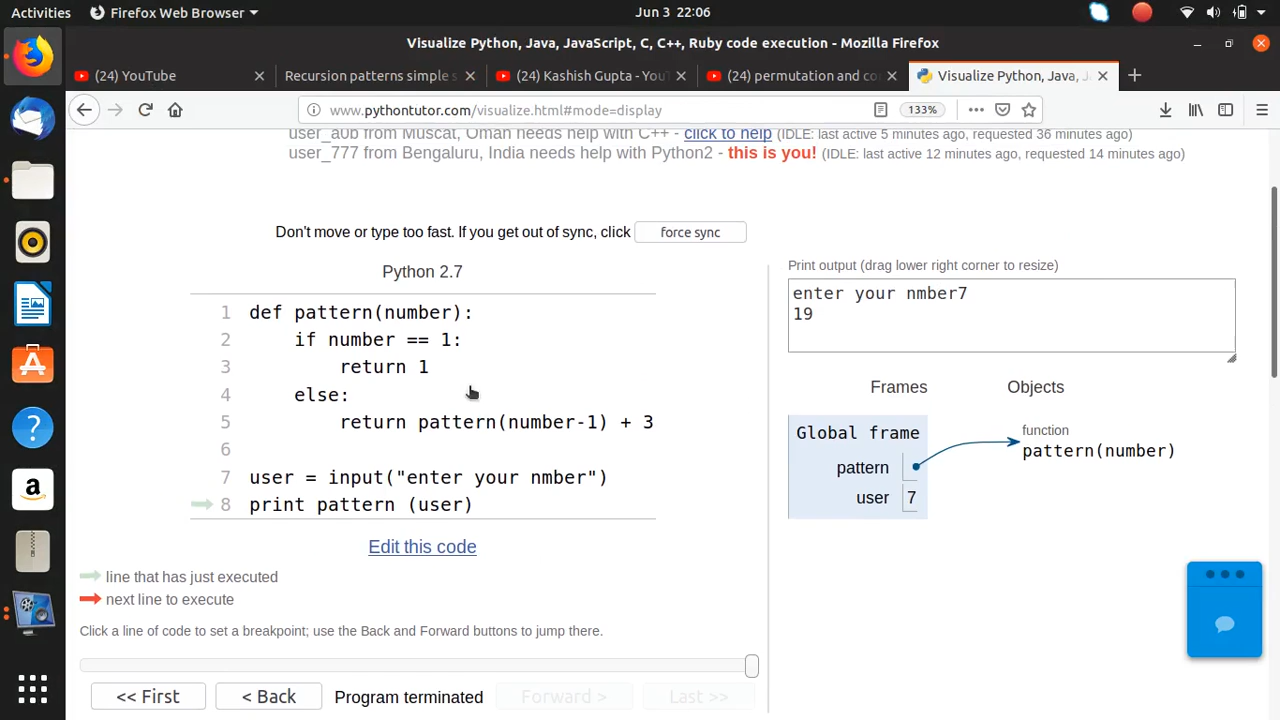 Activities
Firefox Web Browser
Jun 3 22:06
Visualize Python, Java, JavaScript, C, C++, Ruby code execution - Mozilla Firefox
(24) YouTube
Recursion patterns simple s
(24) Kashish Gupta - You
(24) permutation and co
Visualize Python, Java, J
www.pythontutor.com/visualize.html#mode=display
133%
user_a0b from Muscat, Oman needs help with C++ - click to help (IDLE: last active 5 minutes ago, requested 36 minutes ago)
user_777 from Bengaluru, India needs help with Python2 - this is you! (IDLE: last active 12 minutes ago, requested 14 minutes ago)
Don't move or type too fast. If you get out of sync, click force sync
Python 2.7
1 def pattern(number):
2 if number == 1:
3 return 1
4 else:
5 return pattern(number-1) + 3
6
7 user = input("enter your nmber")
8 print pattern (user)
Edit this code
line that has just executed
next line to execute
Click a line of code to set a breakpoint; use the Back and Forward buttons to jump there.
<< First
< Back
Program terminated
Forward >
Last >>
Print output (drag lower right corner to resize)
enter your nmber7
19
Frames
Objects
Global frame
pattern
user 7
function
pattern(number)